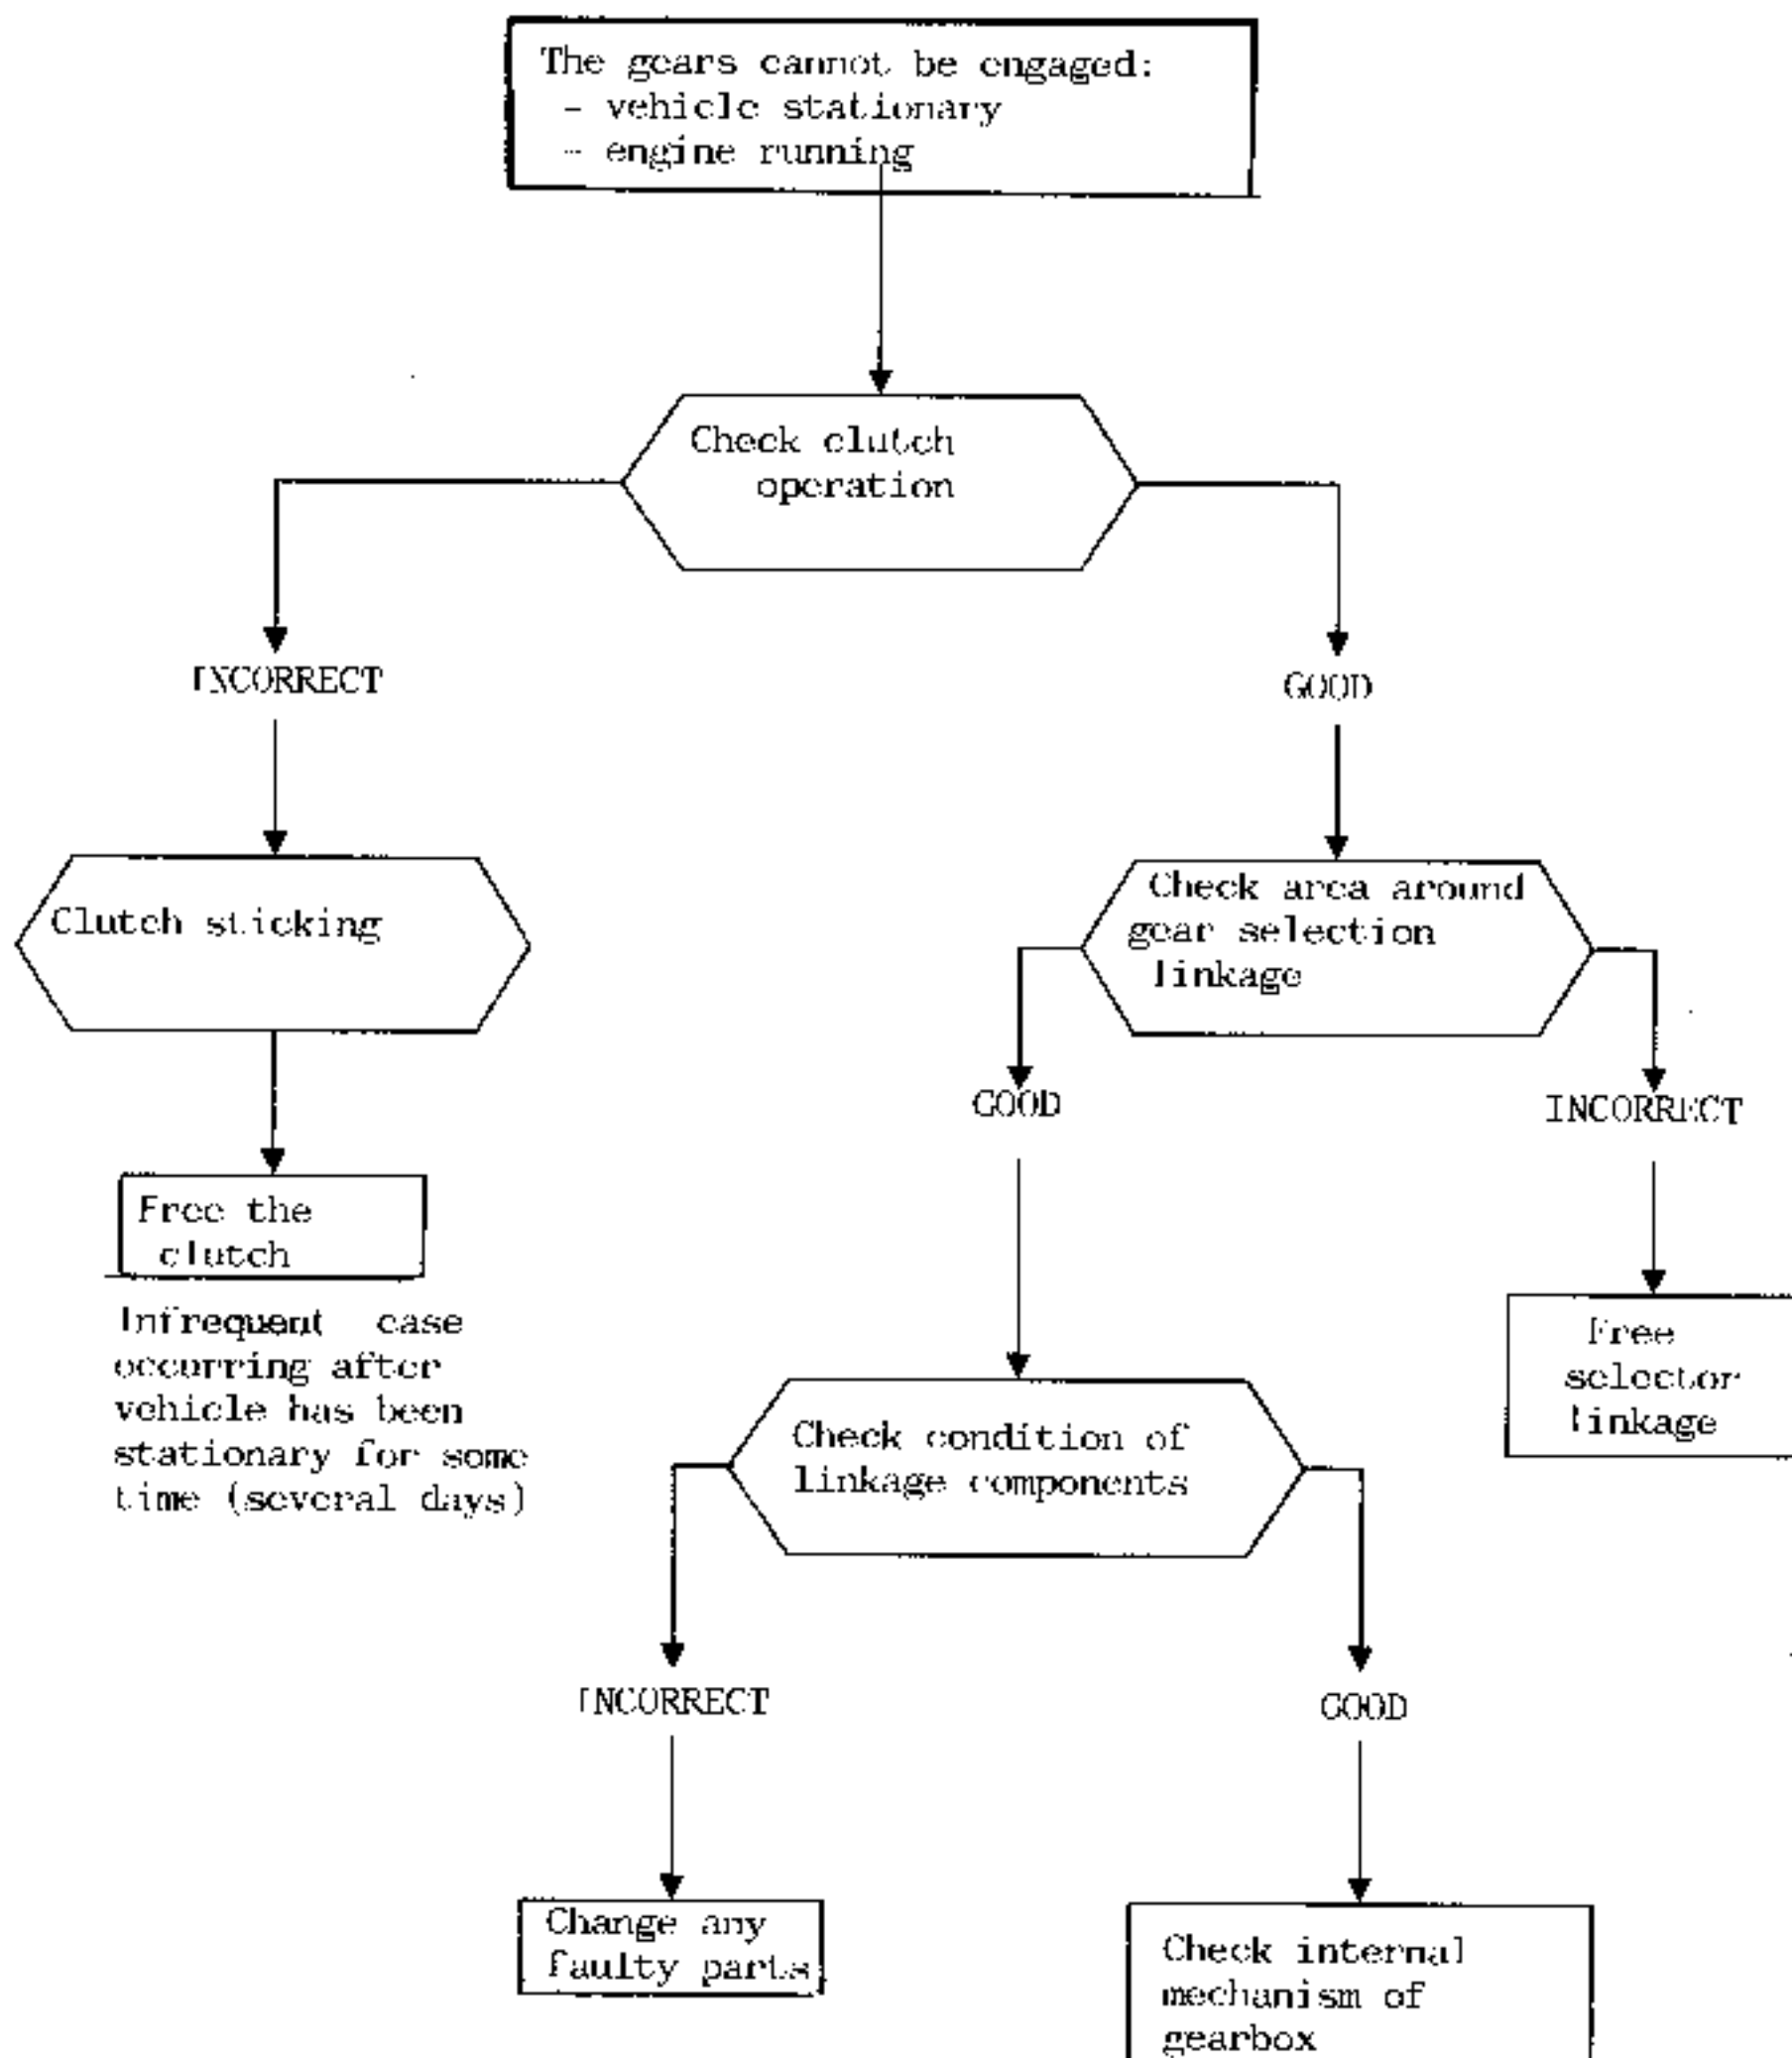 The gears cannot be engaged:
- vehicle stationary
- engine running
Check clutch
operation
INCORRECT
GOOD
Clutch sticking
Check area around
gear selection
linkage
GOOD
INCORRECT
Free the
clutch
Infrequent case
occurring after
vehicle has been
stationary for some
time (several days)
Free
selector
linkage
Check condition of
linkage components
INCORRECT
GOOD
Change any
faulty parts
Check internal
mechanism of
gearbox